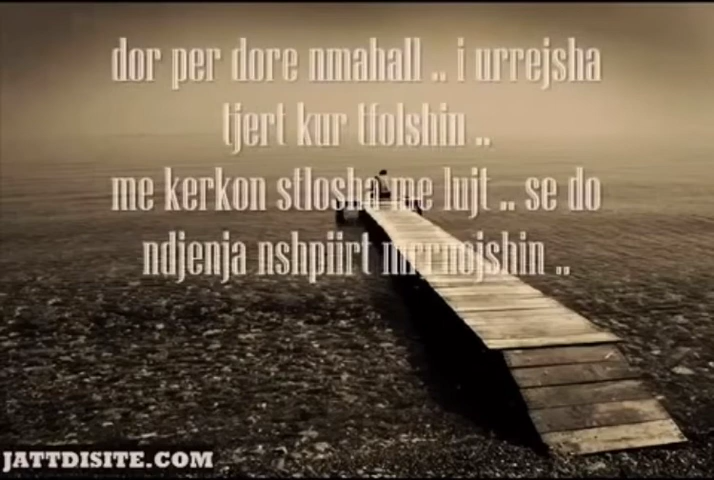 dor per dore nmahall .. i urrejsha
tjert kur tfolshin ..
me kerkon stlosha me lujt .. se do
ndjenja nshpiirt mernojshin ..
JATTDISITE.COM